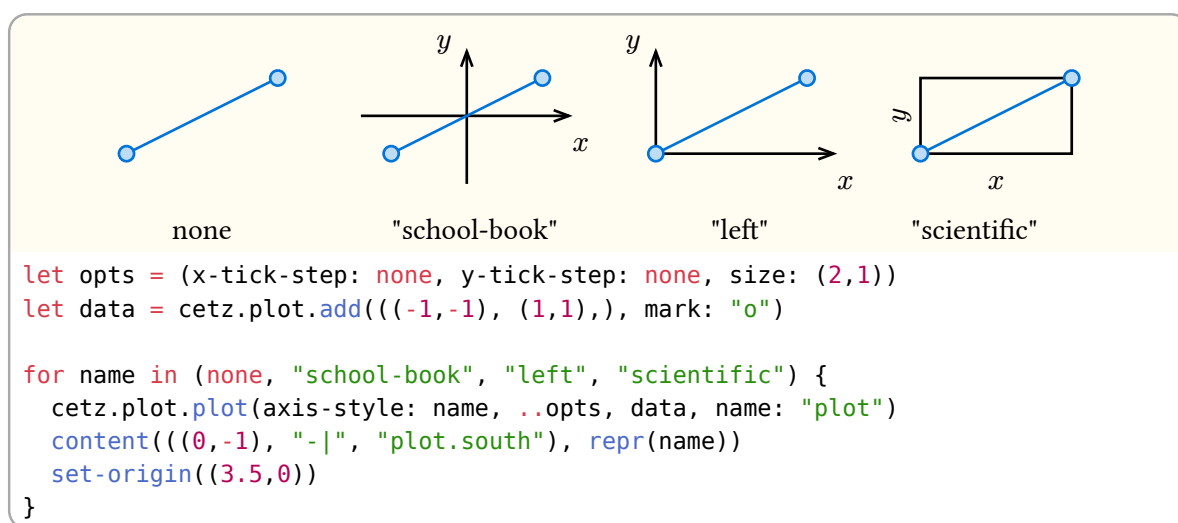 y y
y
x x x
none "school-book" "left" "scientific"
let opts = (x-tick-step: none, y-tick-step: none, size: (2,1))
let data = cetz.plot.add(((-1,-1), (1,1),), mark: "o")
for name in (none, "school-book", "left", "scientific") {
  cetz.plot.plot(axis-style: name, ..opts, data, name: "plot")
  content(((0,-1), "-|", "plot.south"), repr(name))
  set-origin((3.5,0))
}